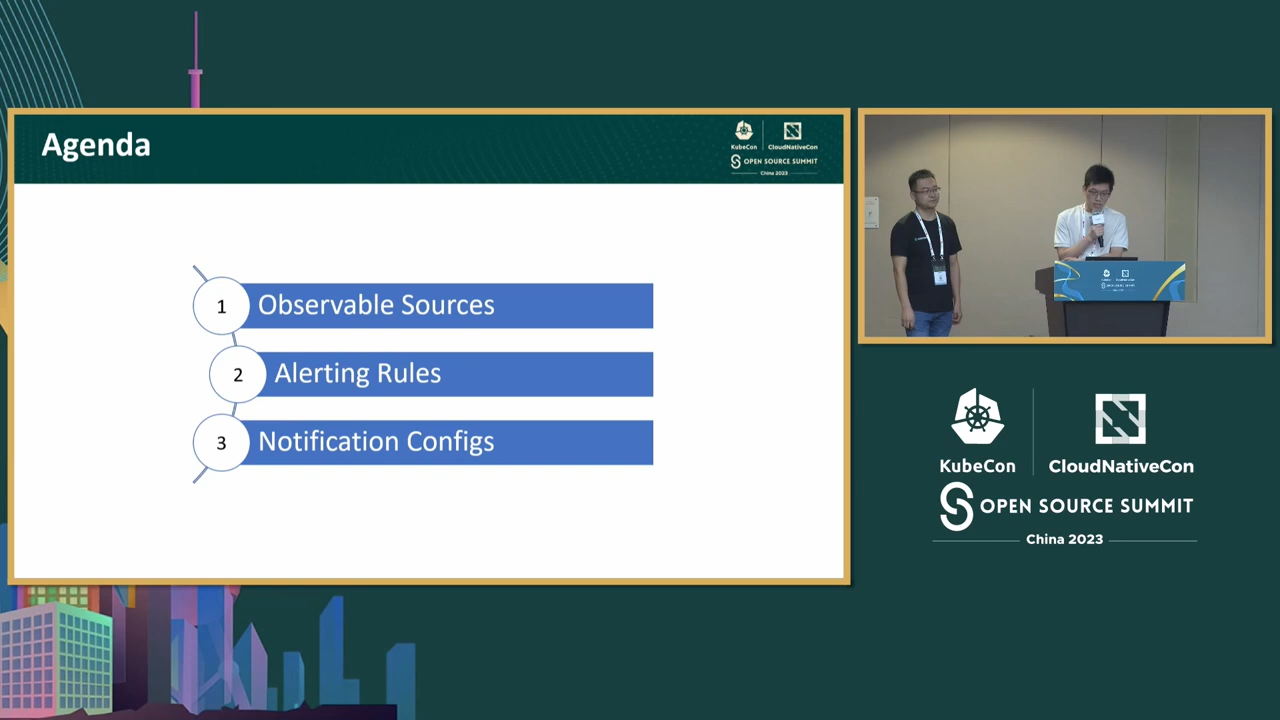 Agenda
KubeCon
CloudNativeCon
OPEN SOURCE SUMMIT
China 2023
1
Observable Sources
2
Alerting Rules
3
Notification Configs
KubeCon
CloudNativeCon
OPEN SOURCE SUMMIT
China 2023